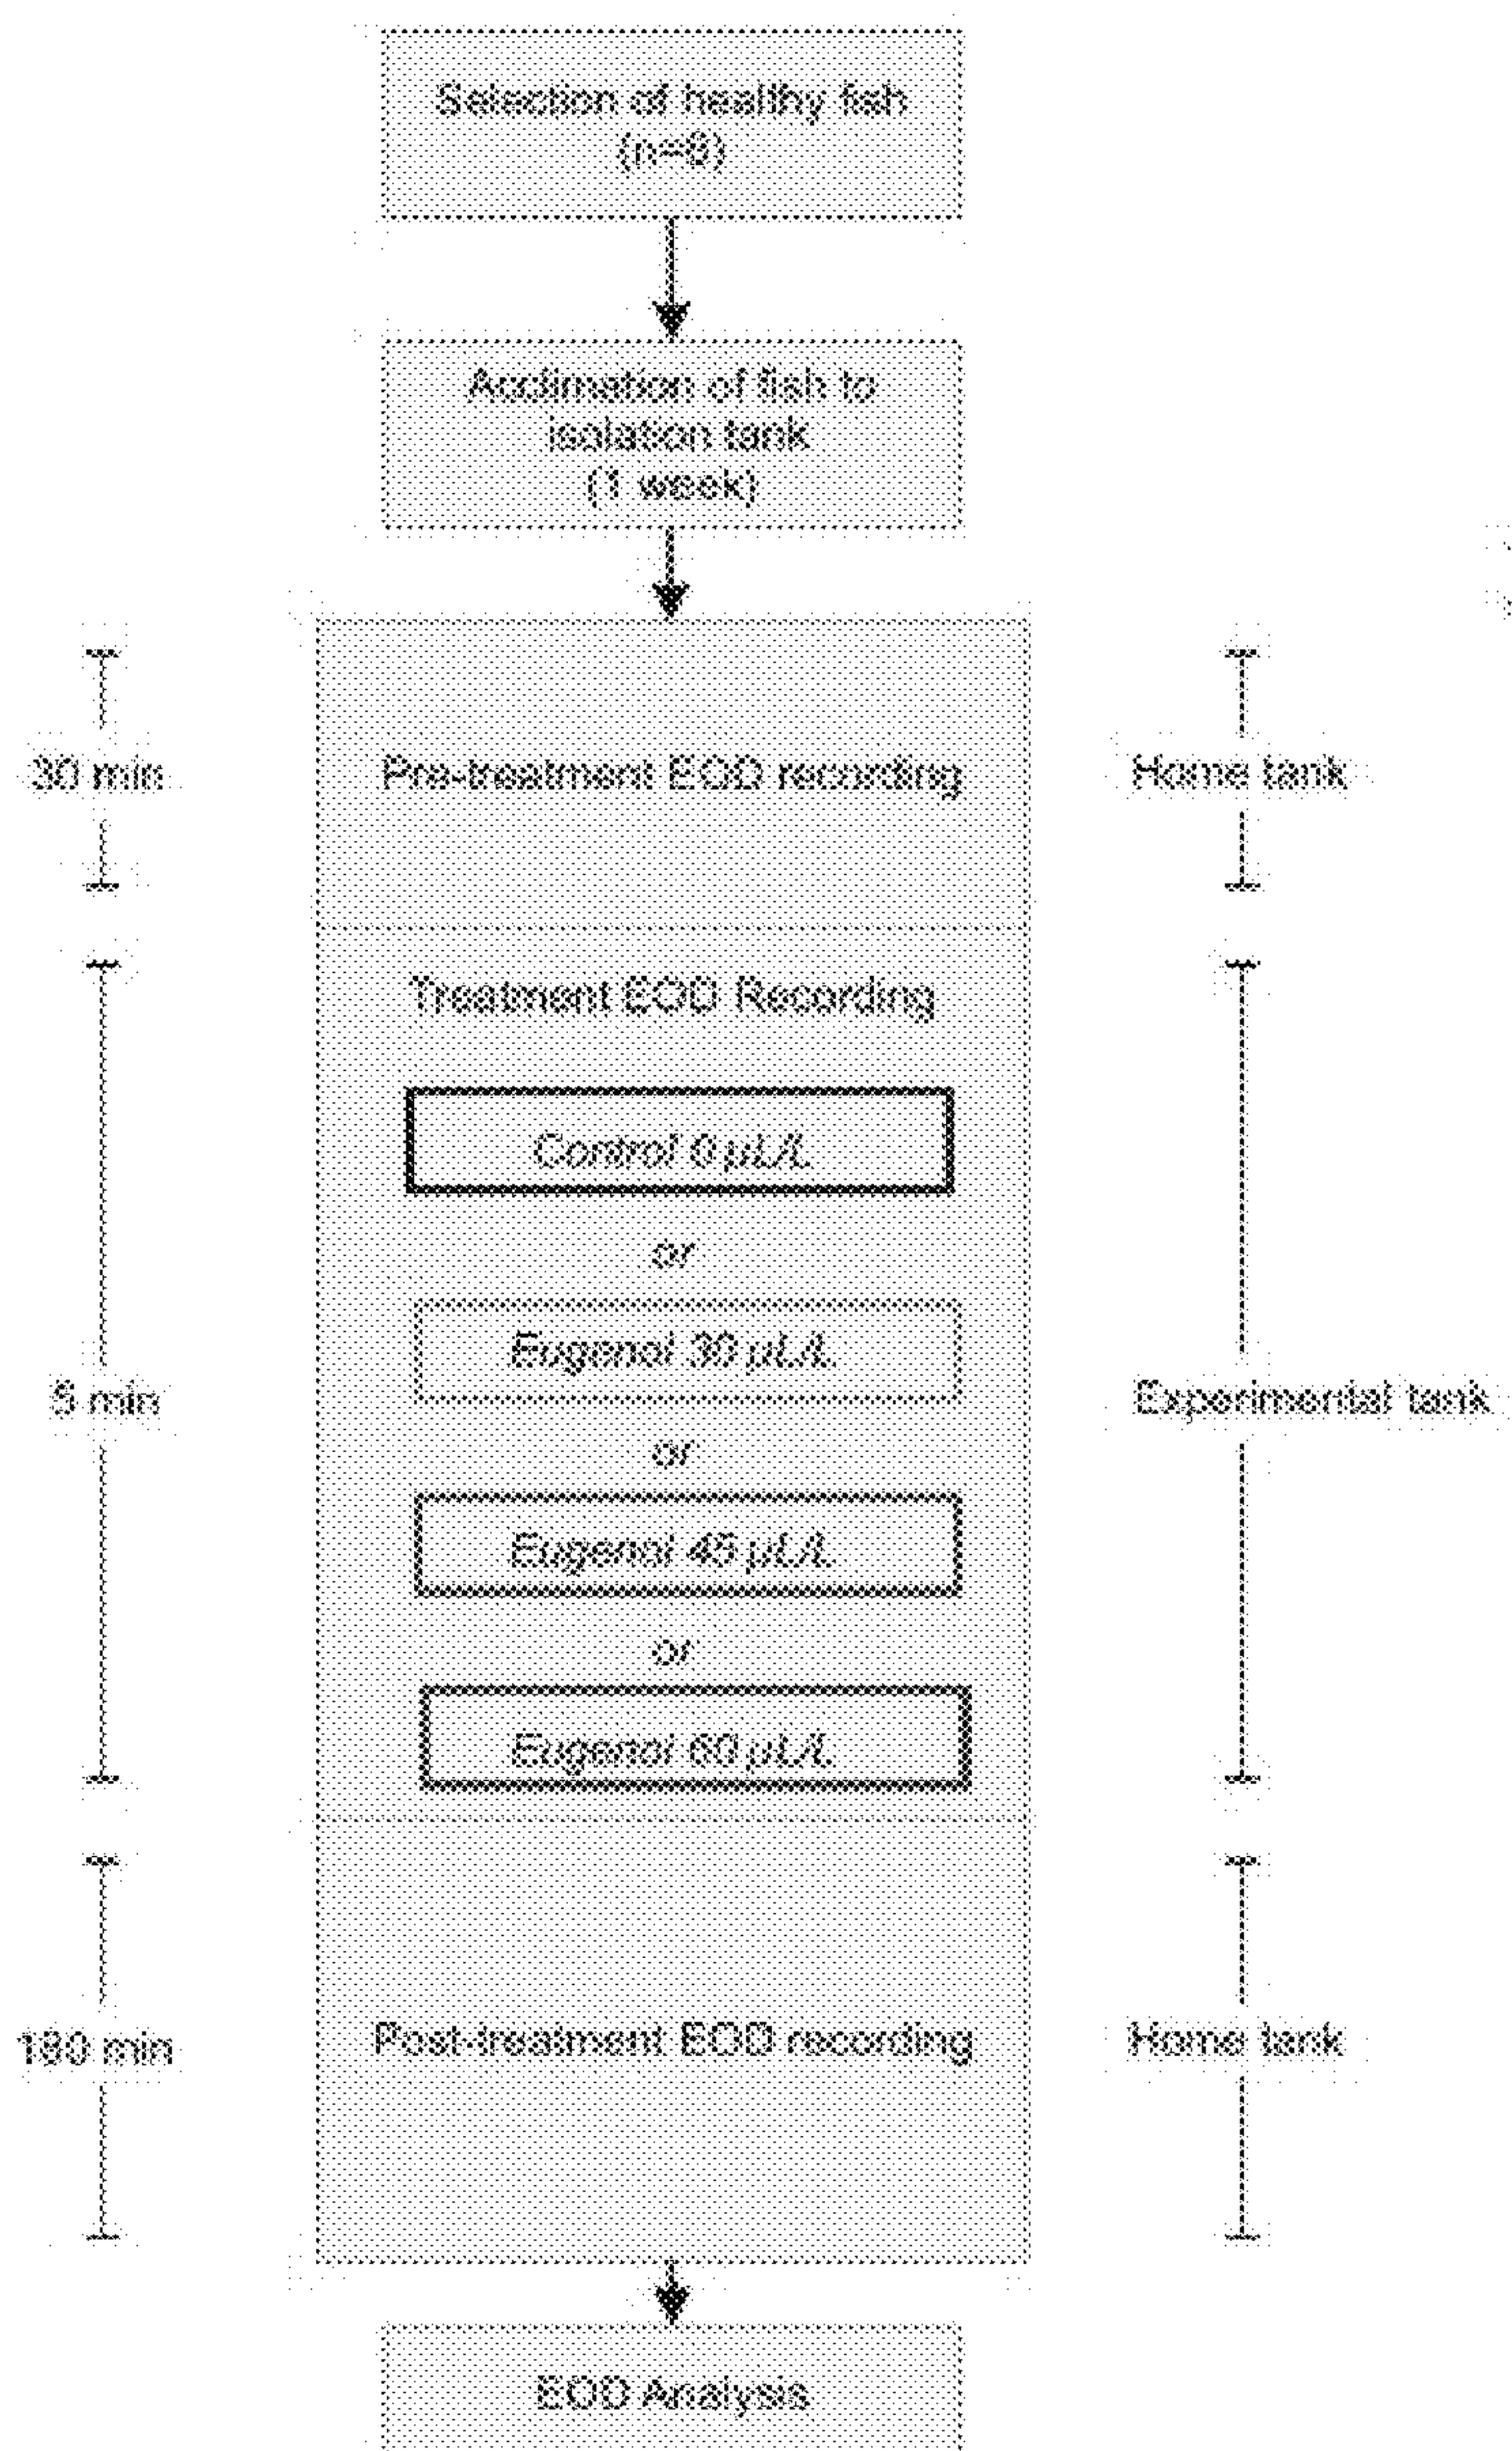 Selection of healthy fish
Acclimation of fish to
isolation tank
(1 week)
30 min
Pre-treatment EOD recording
Home tank
Treatment EOD Recording
Control 0 µL/L
or
Eugenol 30 µL/L
or
5 min
Experimental tank
Eugenol 45 µL/L
or
Eugenol 60 µL/L
180 min
Post-treatment EOD recording
Home tank
EOD Analysis